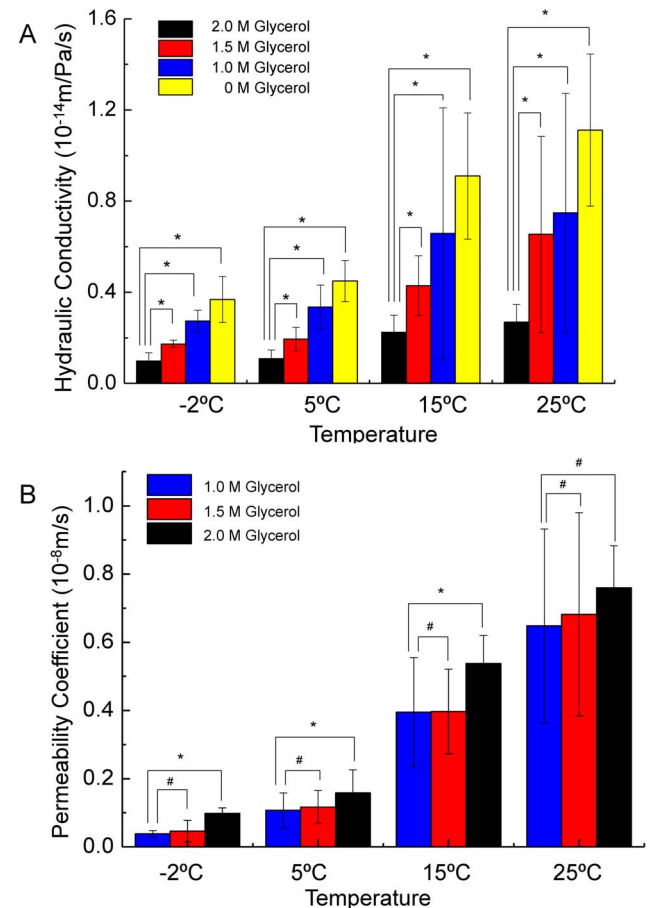 A
2.0 M Glycerol
1.5 M Glycerol
1.0 M Glycerol
0 M Glycerol
Hydraulic Conductivity (10⁻¹⁴m/Pa/s)
1.6
1.2
0.8
0.4
0.0
* * * * * * * * * * * *
-2ºC 5ºC 15ºC 25ºC
Temperature
B
1.0 M Glycerol
1.5 M Glycerol
2.0 M Glycerol
Permeability Coefficient (10⁻⁸m/s)
1.0
0.8
0.6
0.4
0.2
0.0
# * # * # * # #
-2ºC 5ºC 15ºC 25ºC
Temperature